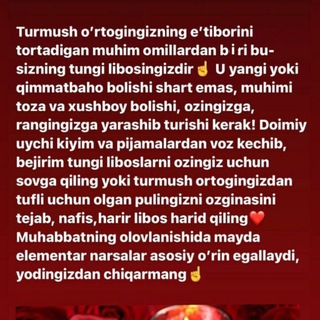 Turmush o’rtogingizning e’tiborini
tortadigan muhim omillardan b i ri bu-
sizning tungi libosingizdir☝️ U yangi yoki
qimmatbaho bolishi shart emas, muhimi
toza va xushboy bolishi, ozingizga,
rangingizga yarashib turishi kerak! Doimiy
uychi kiyim va pijamalardan voz kechib,
bejirim tungi liboslarni ozingiz uchun
sovga qiling yoki turmush ortogingizdan
tufli uchun olgan pulingizni ozginasini
tejab, nafis,harir libos harid qiling❤️
Muhabbatning olovlanishida mayda
elementar narsalar asosiy o’rin egallaydi,
yodingizdan chiqarmang☝️